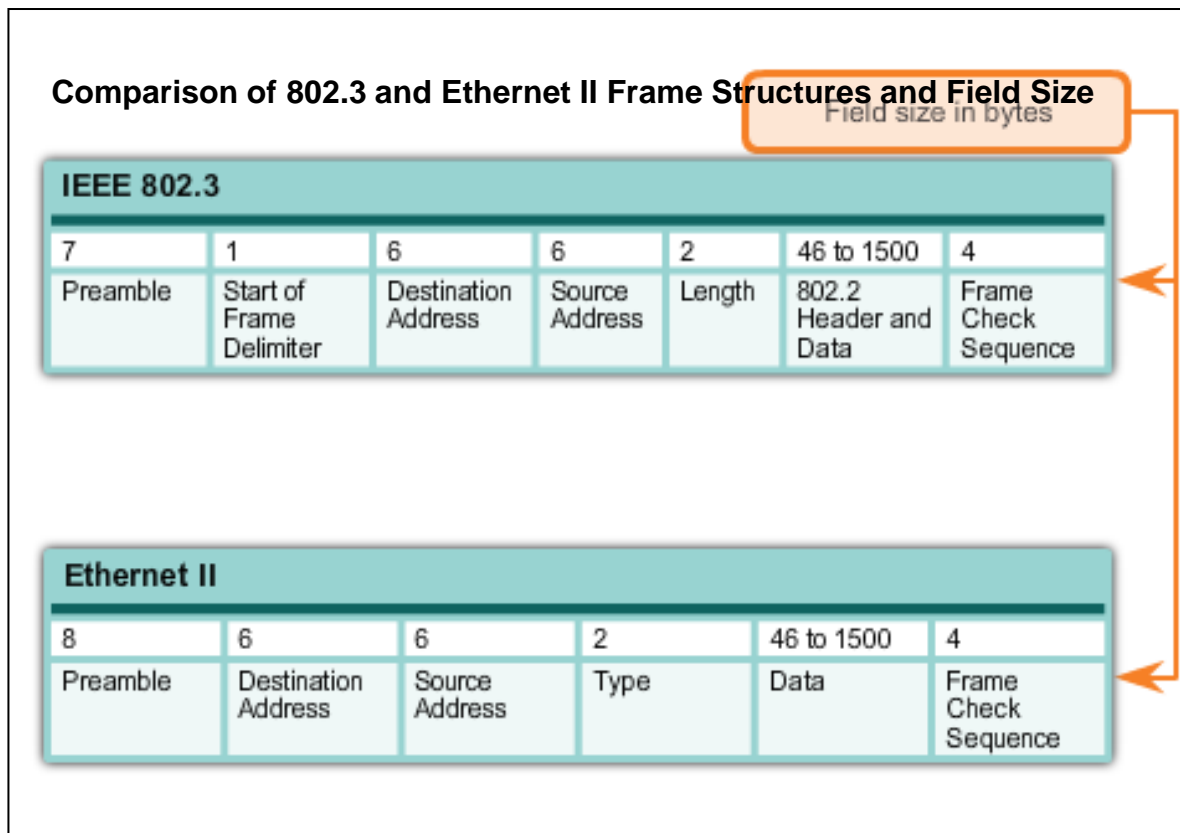 Comparison of 802.3 and Ethernet II Frame Structures and Field Size
Field size in bytes
IEEE 802.3
7 1 6 6 2 46 to 1500 4
Preamble Start of Destination Source Length 802.2 Frame
Frame Address Address Header and Check
Delimiter Data Sequence
Ethernet II
8 6 6 2 46 to 1500 4
Preamble Destination Source Type Data Frame
Address Address Check
Sequence